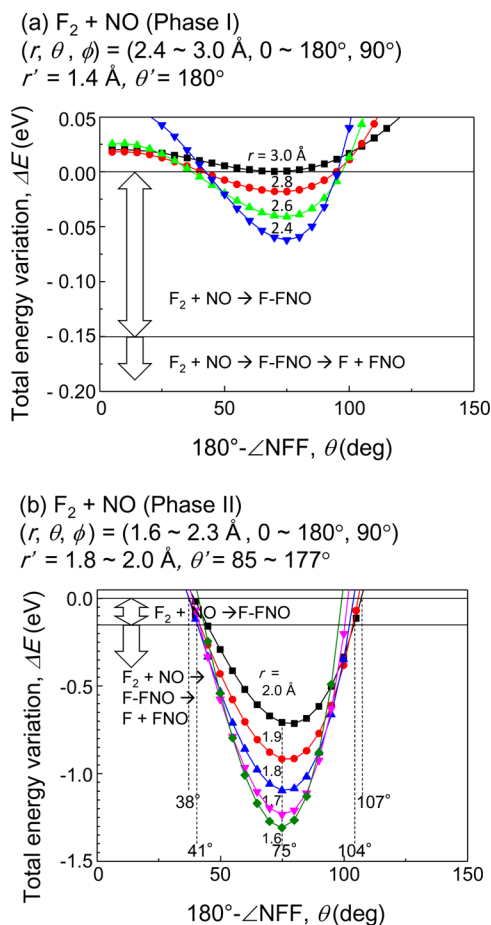 (a) F₂ + NO (Phase I)
(r, θ, ϕ) = (2.4 ~ 3.0 Å, 0 ~ 180°, 90°)
r' = 1.4 Å, θ' = 180°
Total energy variation, ΔE (eV)
0.05
0.00
- 0.05
- 0.10
- 0.15
- 0.20
r = 3.0 Å
2.8
2.6
2.4
F₂ + NO → F-FNO
F₂ + NO → F-FNO → F + FNO
0
50
100
150
180°-∠NFF, θ(deg)
(b) F₂ + NO (Phase II)
(r, θ, ϕ) = (1.6 ~ 2.3 Å, 0 ~ 180°, 90°)
r' = 1.8 ~ 2.0 Å, θ' = 85 ~ 177°
Total energy variation, ΔE (eV)
0.0
-0.5
-1.0
-1.5
F₂ + NO →F-FNO
F₂ + NO →
F-FNO →
F + FNO
r =
2.0 Å
1.9
1.8
1.7
1.6
38°
107°
41°
75°
104°
0
50
100
150
180°-∠NFF, θ(deg)